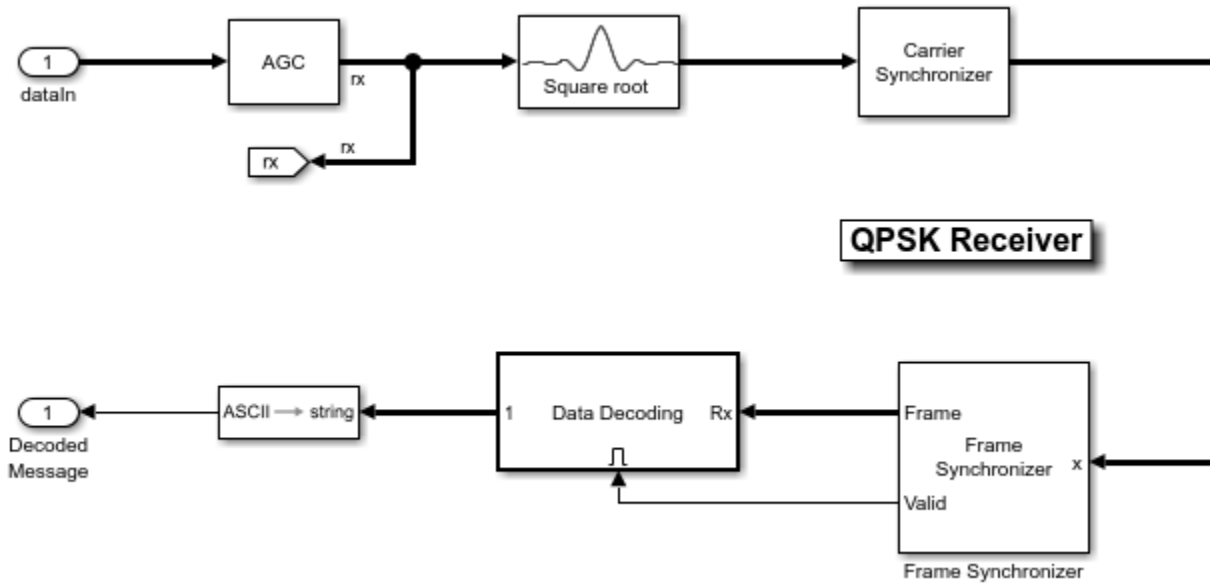 1
dataIn
AGC
rx
rx
rx
Square root
Carrier
Synchronizer
QPSK Receiver
1
Decoded
Message
ASCII → string
1
Data Decoding
Rx
Frame
Frame
Synchronizer
x
Valid
Frame Synchronizer